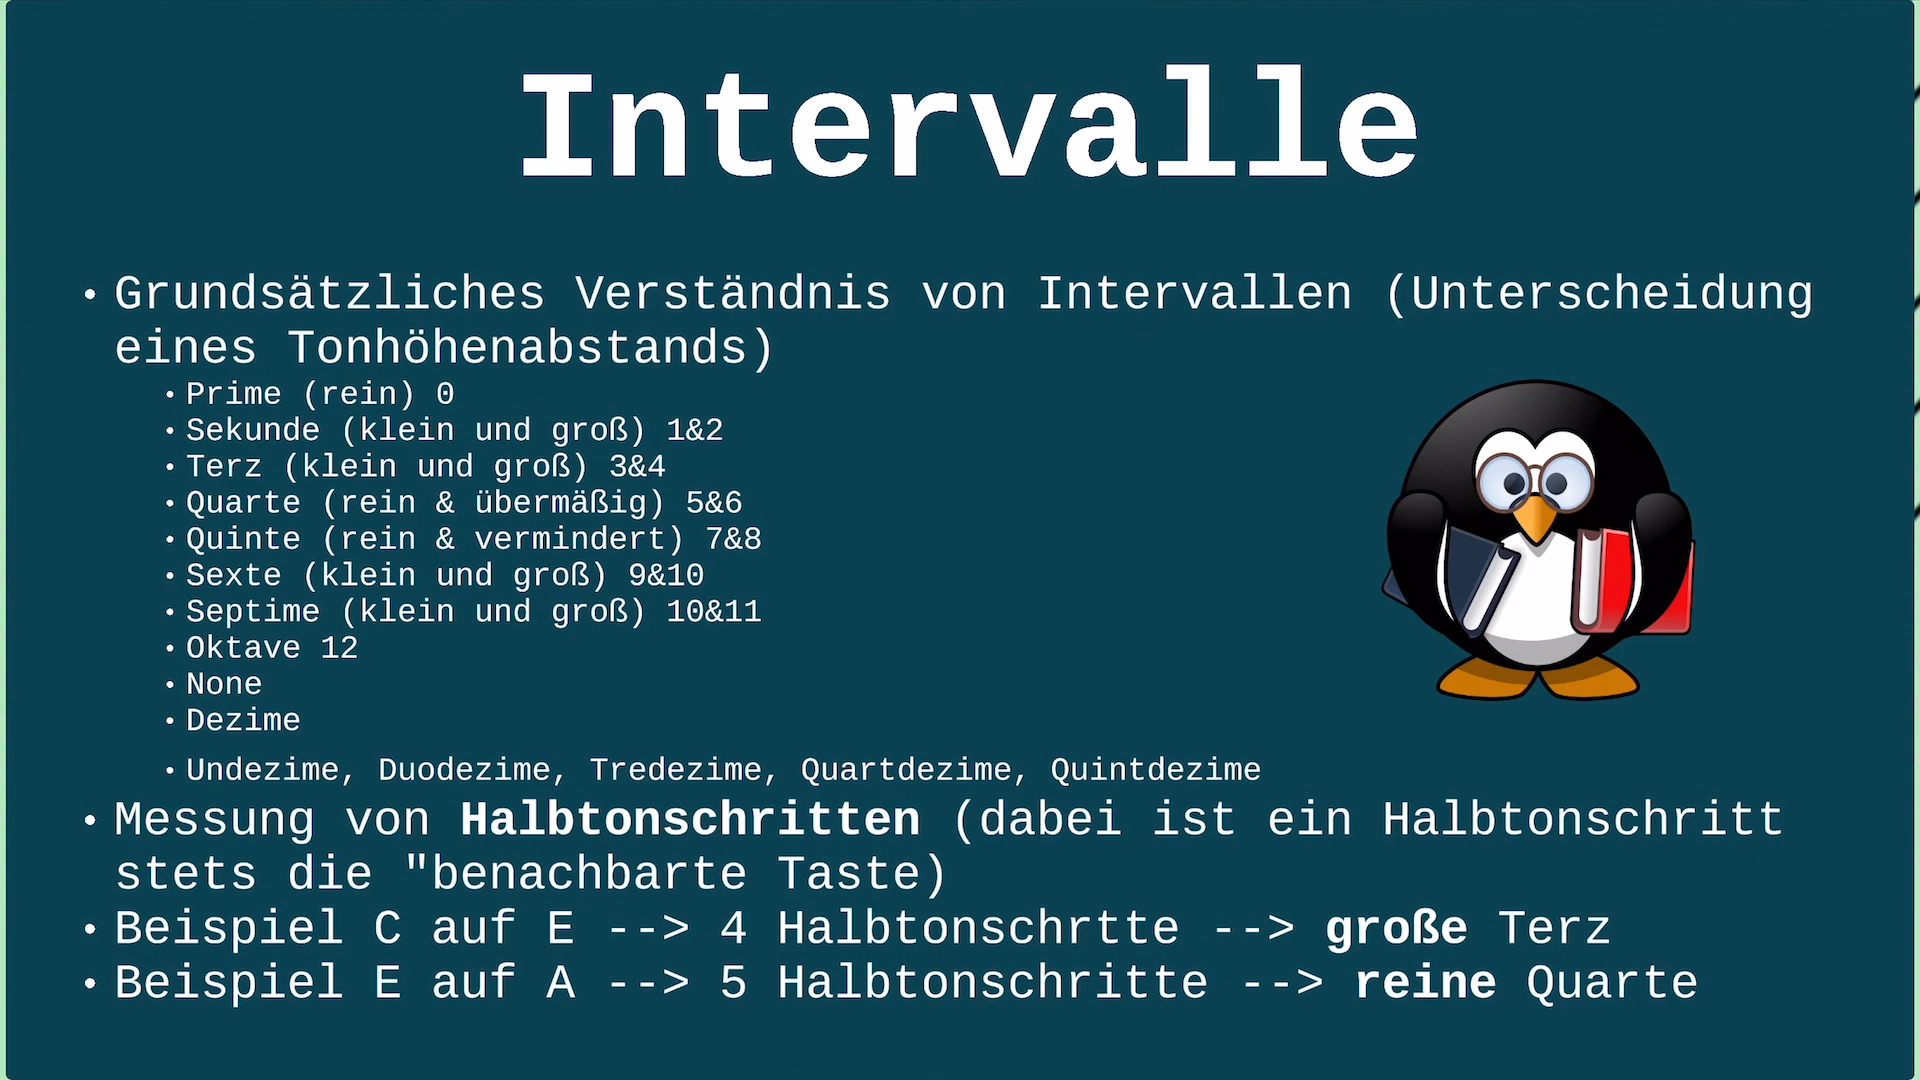 Intervalle
• Grundsätzliches Verständnis von Intervallen (Unterscheidung
eines Tonhöhenabstands)
• Prime (rein) 0
• Sekunde (klein und groß) 1&2
• Terz (klein und groß) 3&4
• Quarte (rein & übermäßig) 5&6
• Quinte (rein & vermindert) 7&8
• Sexte (klein und groß) 9&10
• Septime (klein und groß) 10&11
• Oktave 12
• None
• Dezime
• Undezime, Duodezime, Tredezime, Quartdezime, Quintdezime
• Messung von Halbtonschritten (dabei ist ein Halbtonschritt
stets die "benachbarte Taste)
• Beispiel C auf E --> 4 Halbtonschrtte --> große Terz
• Beispiel E auf A --> 5 Halbtonschritte --> reine Quarte